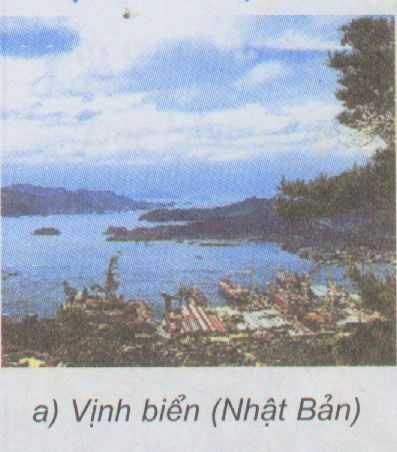 a) Vịnh biển (Nhật Bản)